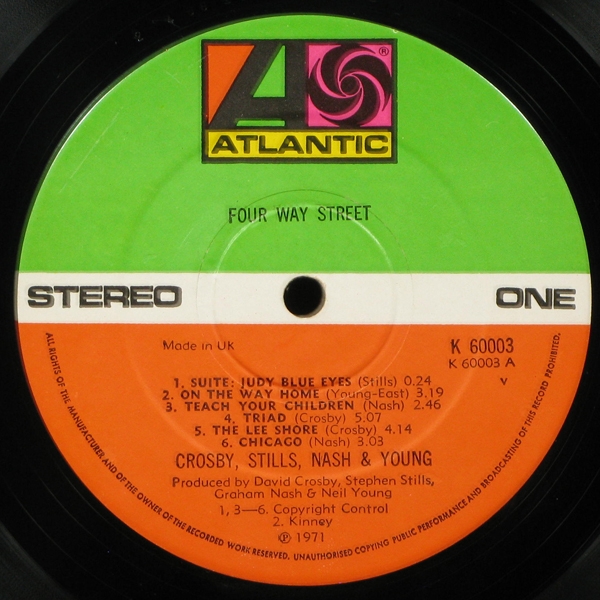 ATLANTIC
®
FOUR WAY STREET
STEREO
ONE
Made in UK
K 60003
K 60003 A
V
1. SUITE: JUDY BLUE EYES (Stills) 0.24
2. ON THE WAY HOME (Young-East) 3.19
3. TEACH YOUR CHILDREN (Nash) 2.46
4. TRIAD (Crosby) 5.07
5. THE LEE SHORE (Crosby) 4.14
6. CHICAGO (Nash) 3.03
CROSBY, STILLS, NASH & YOUNG
Produced by David Crosby, Stephen Stills,
Graham Nash & Neil Young
1, 3—6. Copyright Control
2. Kinney
℗ 1971
ALL RIGHTS OF THE MANUFACTURER AND OF THE OWNER OF THE RECORDED WORK RESERVED. UNAUTHORISED COPYING PUBLIC PERFORMANCE AND BROADCASTING OF THIS RECORD PROHIBITED.